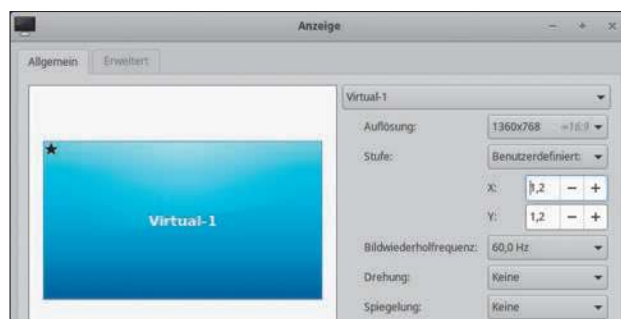 Anzeige
Allgemein Erweitert
Virtual-1
Auflösung: 1360x768 ≈16:9
Stufe: Benutzerdefiniert:
X: 1,2 − +
Virtual-1
Y: 1,2 − +
Bildwiederholfrequenz: 60,0 Hz
Drehung: Keine
Spiegelung: Keine